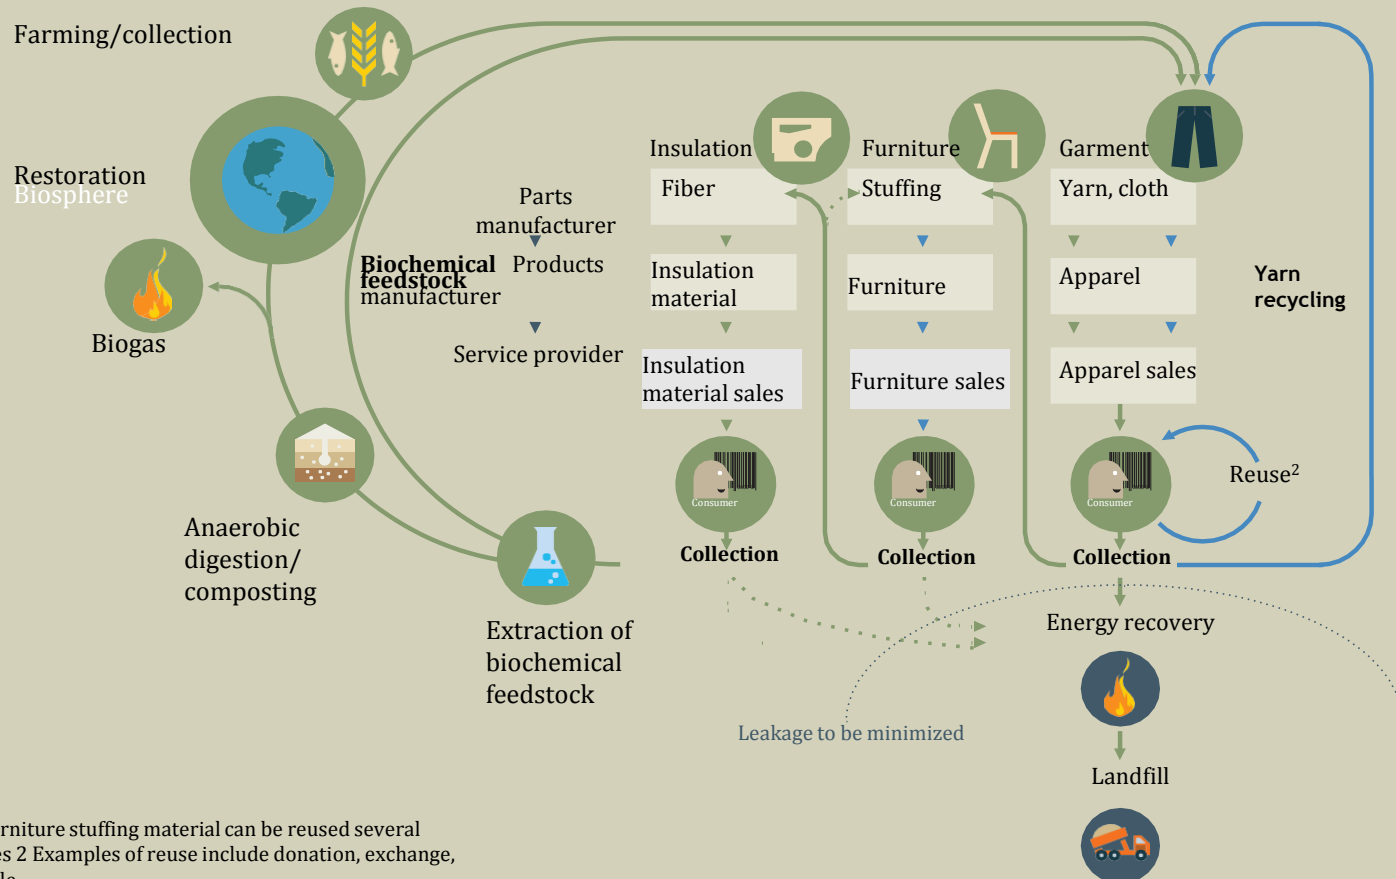 Farming/collection
Restoration
Biosphere
Biogas
Anaerobic
digestion/
composting
Extraction of
biochemical
feedstock
Biochemical
feedstock
manufacturer
Parts
manufacturer
Products
Service provider
Insulation
Fiber
Insulation
material
Insulation
material sales
Consumer
Collection
Furniture
Stuffing
Furniture
Furniture sales
Consumer
Collection
Garment
Yarn, cloth
Apparel
Apparel sales
Consumer
Collection
Yarn
recycling
Reuse²
Energy recovery
Leakage to be minimized
Landfill
rniture stuffing material can be reused several
es 2 Examples of reuse include donation, exchange,